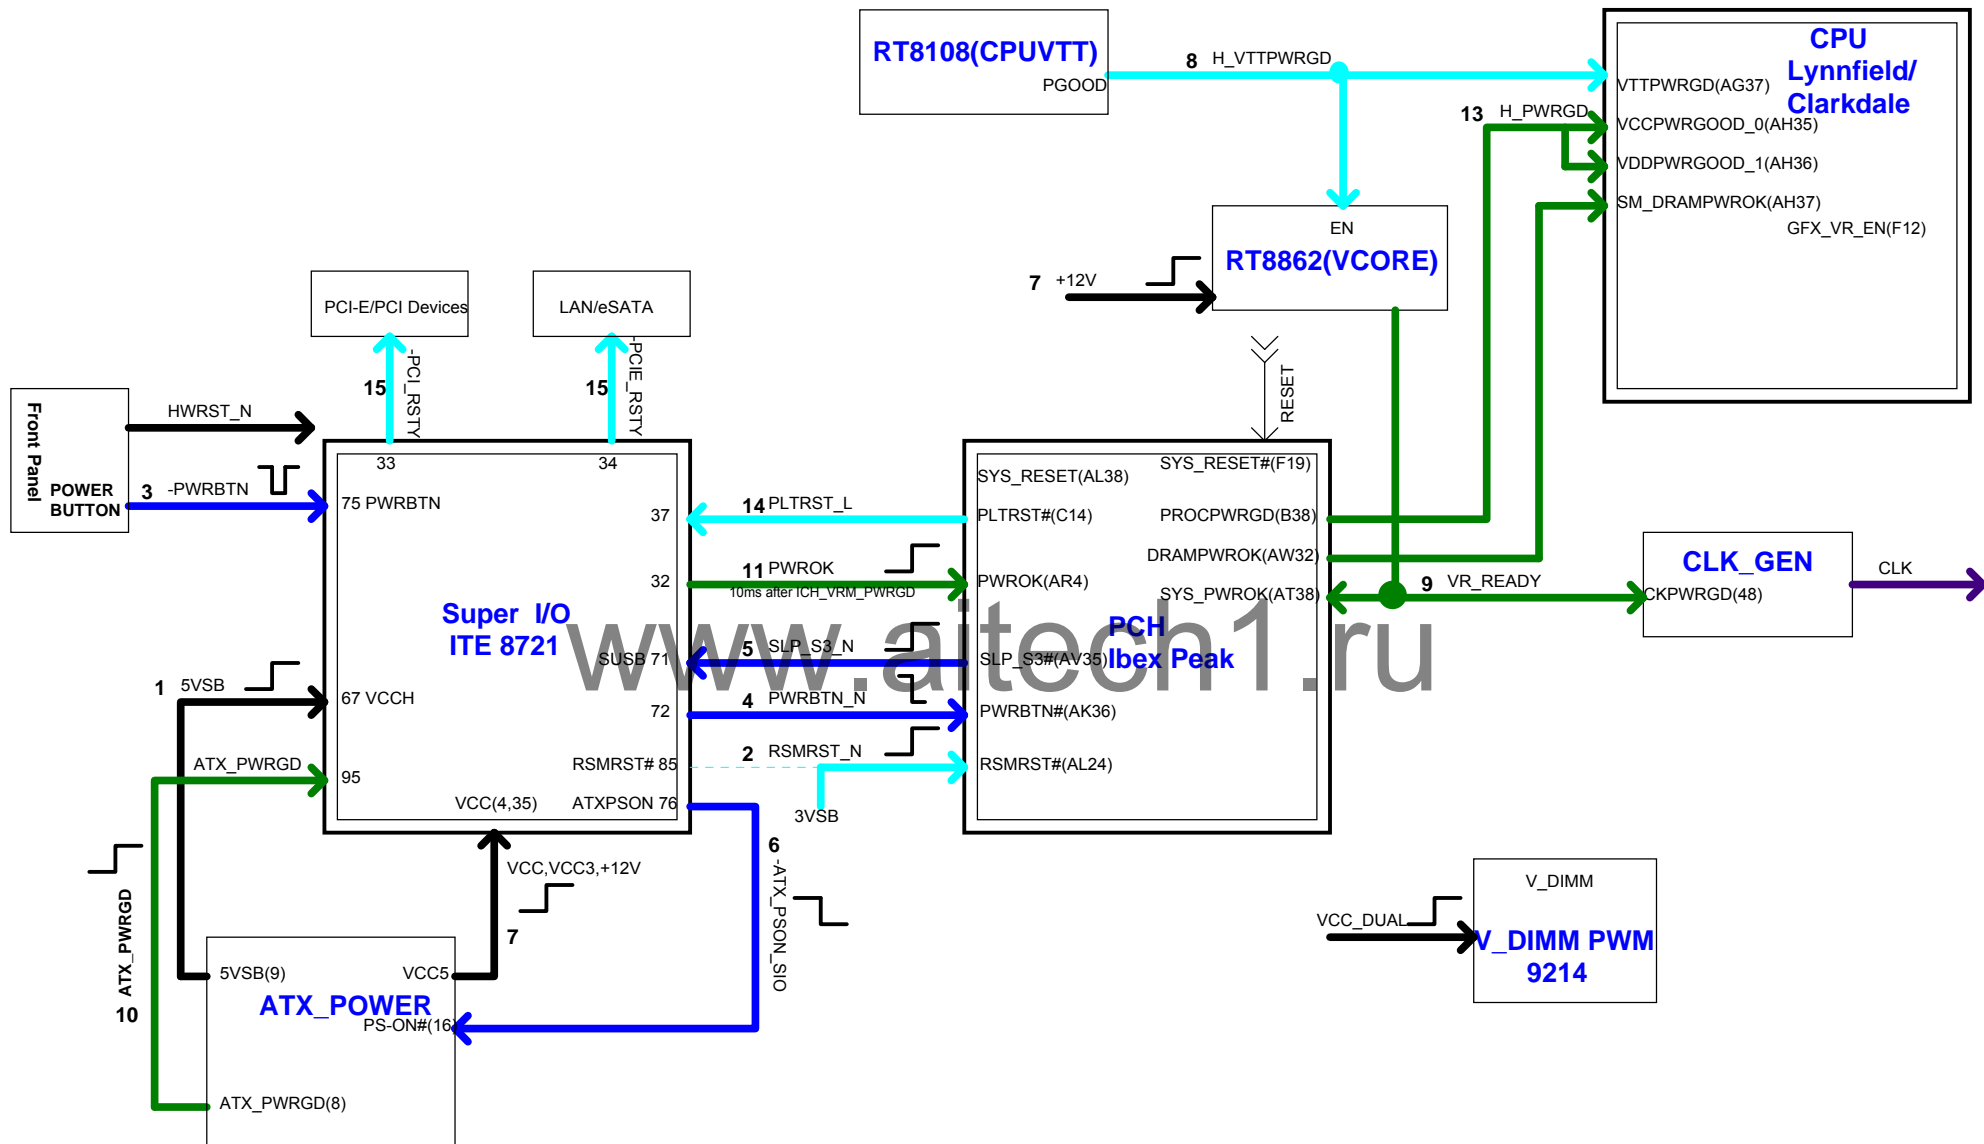 RT8108(CPUVTT)
PGOOD
8 H_VTTPWRGD
CPU
Lynnfield/
Clarkdale
VTTPWRGD(AG37)
13 H_PWRGD
VCCPWRGOOD_0(AH35)
VDDPWRGOOD_1(AH36)
SM_DRAMPWROK(AH37)
GFX_VR_EN(F12)
EN
RT8862(VCORE)
7 +12V
PCI-E/PCI Devices
LAN/eSATA
15
-PCI_RSTY
15
-PCIE_RSTY
RESET
Front Panel
HWRST_N
POWER
BUTTON
3 -PWRBTN
33
34
75 PWRBTN
37
14 PLTRST_L
32
11 PWROK
10ms after ICH_VRM_PWRGD
Super I/O
ITE 8721
SUSB 71
5 SLP_S3_N
1 5VSB
67 VCCH
72
4 PWRBTN_N
RSMRST# 85
2 RSMRST_N
3VSB
ATX_PWRGD
95
VCC(4,35)
ATXPSON 76
SYS_RESET(AL38)
SYS_RESET#(F19)
PLTRST#(C14)
PROCPWRGD(B38)
DRAMPWROK(AW32)
PWROK(AR4)
SYS_PWROK(AT38)
PCH
Ibex Peak
SLP_S3#(AV35)
PWRBTN#(AK36)
RSMRST#(AL24)
9 VR_READY
CLK_GEN
CKPWRGD(48)
CLK
www.aitech1.ru
VCC,VCC3,+12V
7
6
-ATX_PSON_SIO
ATX_PWRGD
10
5VSB(9)
VCC5
ATX_POWER
PS-ON#(16)
ATX_PWRGD(8)
V_DIMM
VCC_DUAL
V_DIMM PWM
9214